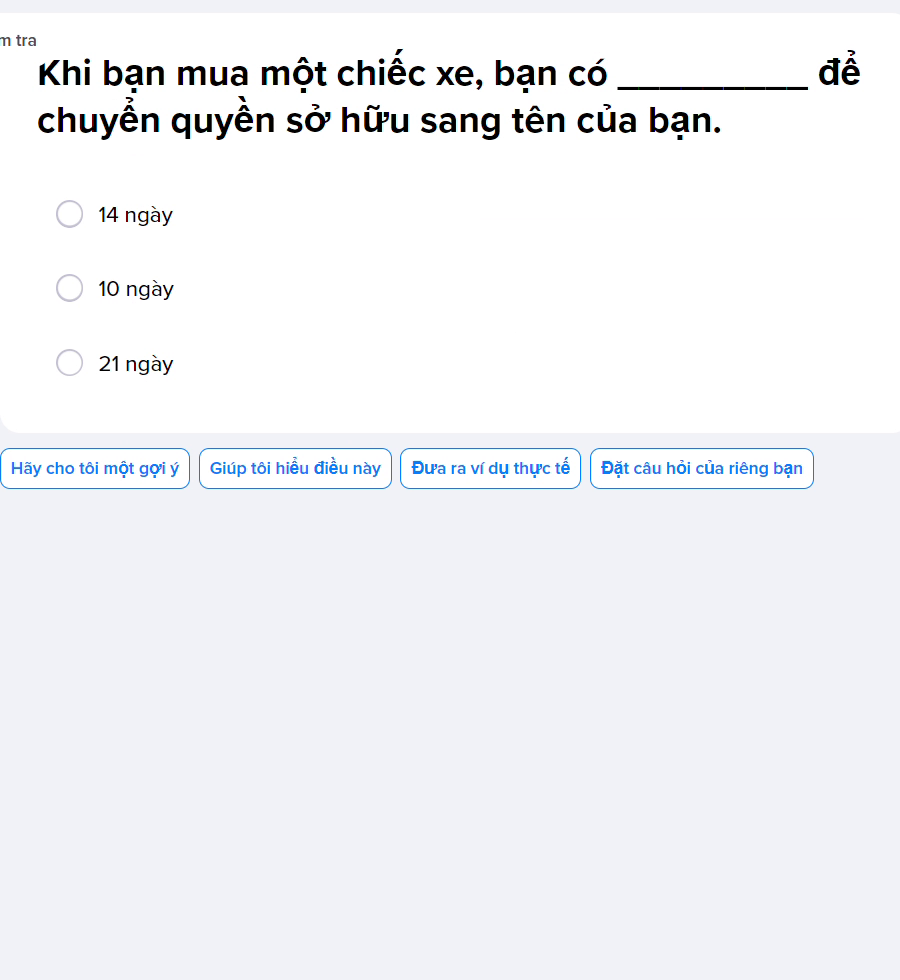 m tra
Khi bạn mua một chiếc xe, bạn có __________ để
chuyển quyền sở hữu sang tên của bạn.
14 ngày
10 ngày
21 ngày
Hãy cho tôi một gợi ý
Giúp tôi hiểu điều này
Đưa ra ví dụ thực tế
Đặt câu hỏi của riêng bạn